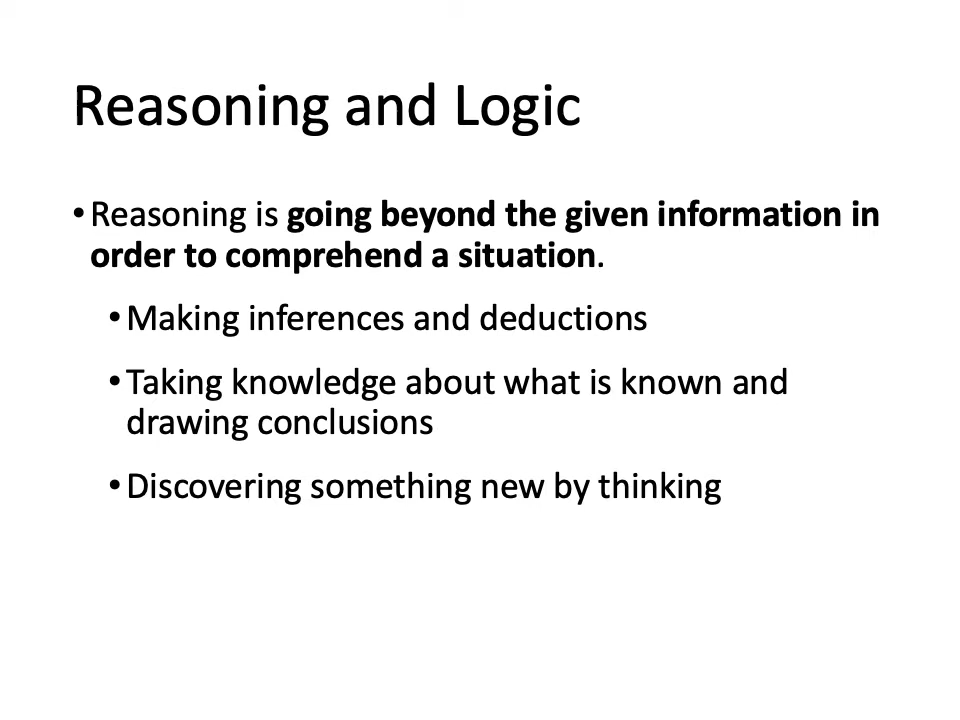 Reasoning and Logic
•Reasoning is going beyond the given information in
order to comprehend a situation.
•Making inferences and deductions
•Taking knowledge about what is known and
drawing conclusions
•Discovering something new by thinking